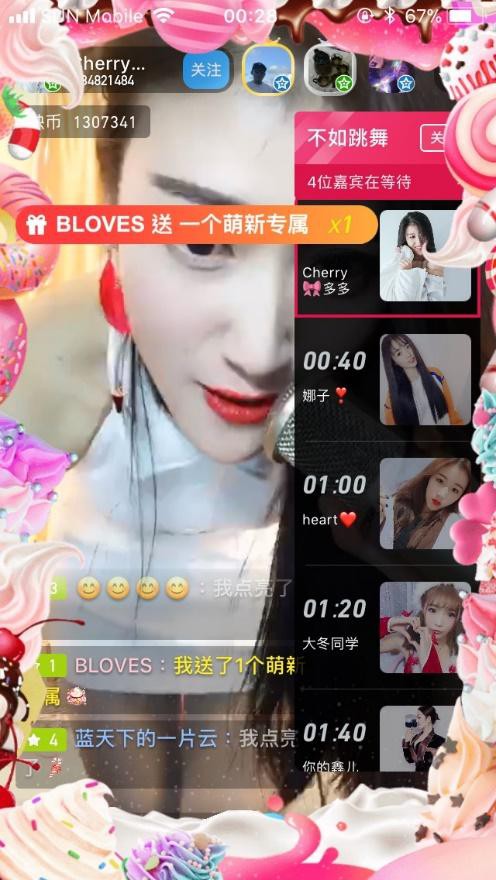 SUN Mobile 00:28 67%
Cherry...
84821484 关注
映币 1307341
不如跳舞 关
4位嘉宾在等待
BLOVES 送 一个萌新专属 x1
Cherry
🎀多多
00:40
娜子❣️
01:00
heart❤️
01:20
大冬同学
01:40
你的鑫儿
3 😊😊😊😊：我点亮了
1 BLOVES：我送了1个萌新
属
4 蓝天下的一片云：我点亮
了